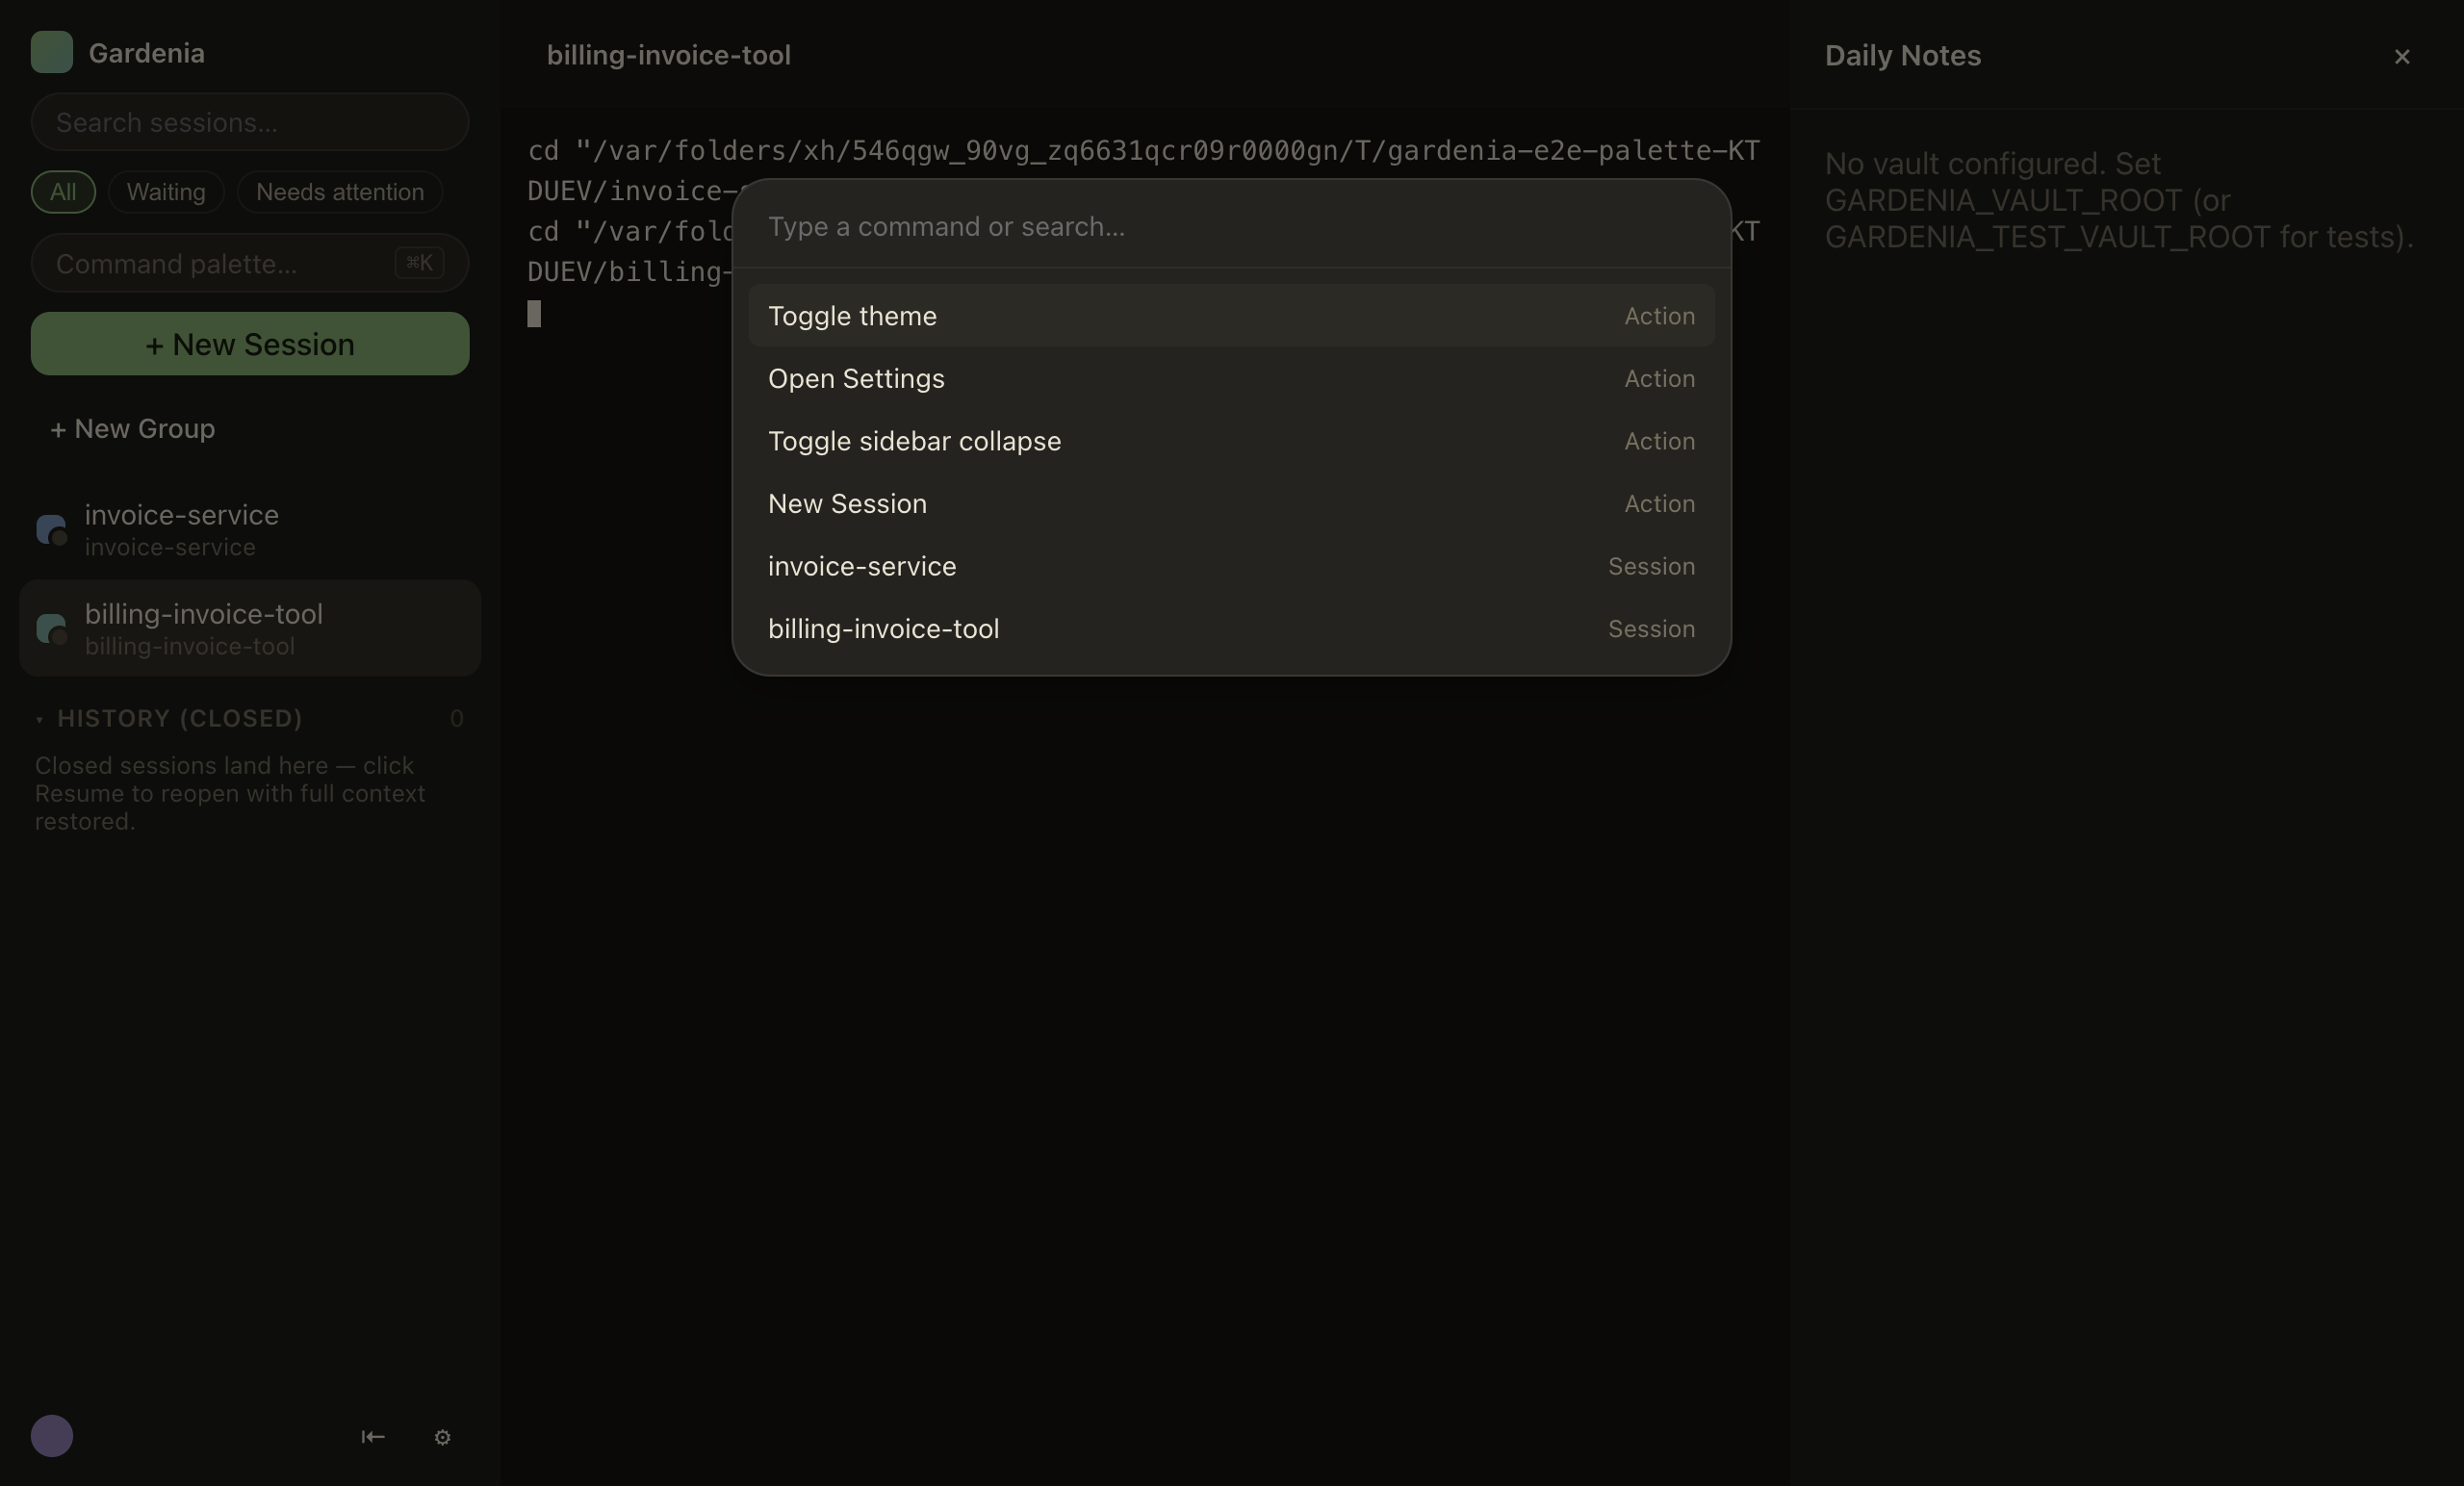 Gardenia
Search sessions...
All
Waiting
Needs attention
Command palette...
⌘K
+ New Session
+ New Group
invoice-service
invoice-service
billing-invoice-tool
billing-invoice-tool
▾ HISTORY (CLOSED) 0
Closed sessions land here — click
Resume to reopen with full context
restored.
billing-invoice-tool
cd "/var/folders/xh/546qgw_90vg_zq6631qcr09r0000gn/T/gardenia-e2e-palette-KT
DUEV/invoice-
cd "/var/fold KT
DUEV/billing-
Type a command or search...
Toggle theme Action
Open Settings Action
Toggle sidebar collapse Action
New Session Action
invoice-service Session
billing-invoice-tool Session
Daily Notes ×
No vault configured. Set
GARDENIA_VAULT_ROOT (or
GARDENIA_TEST_VAULT_ROOT for tests).